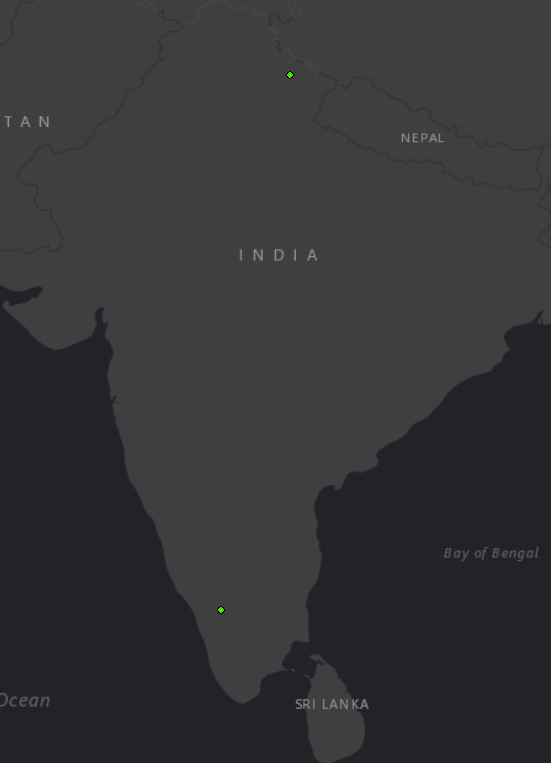 TAN
NEPAL
INDIA
Bay of Bengal
Ocean
SRI LANKA